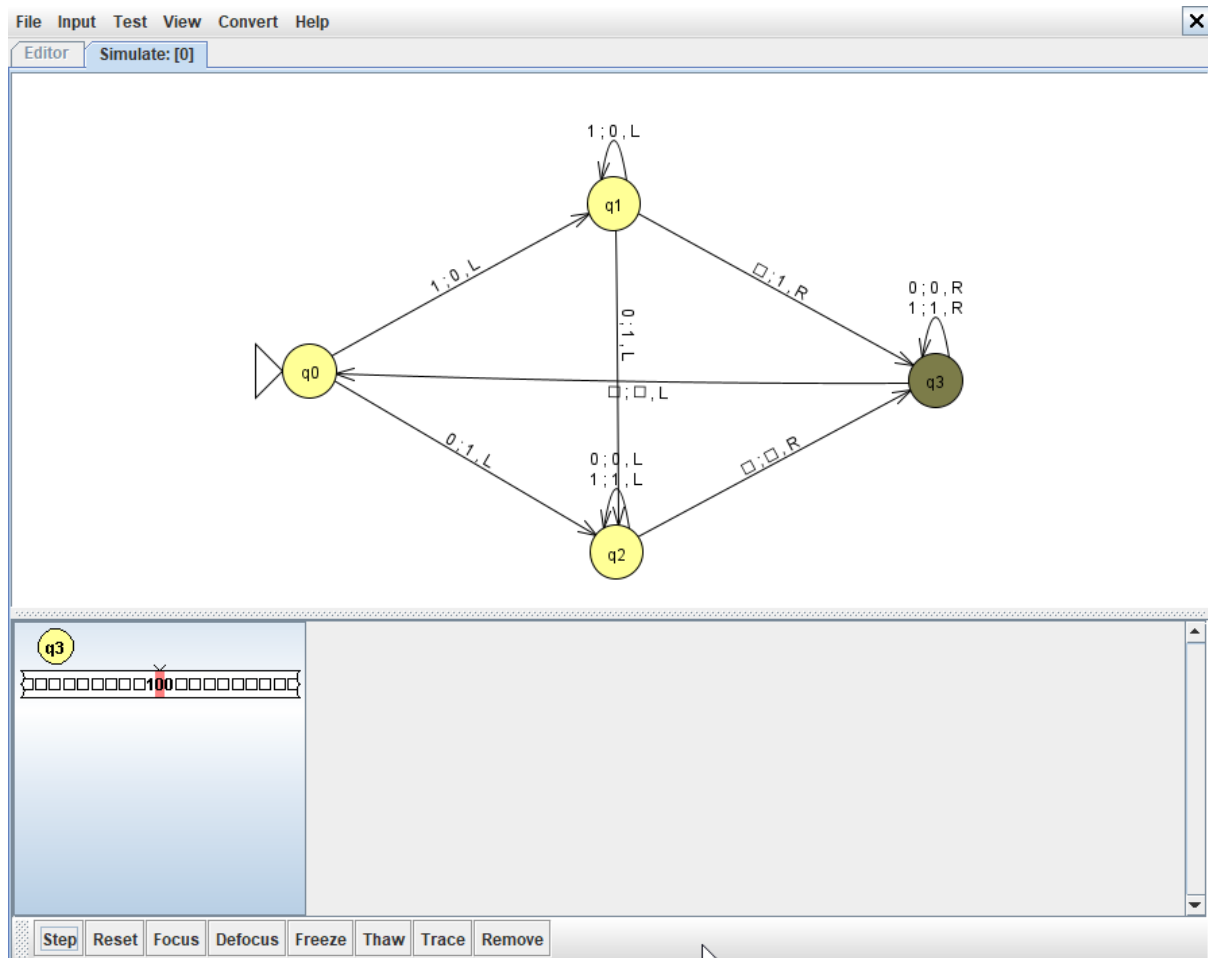 File Input Test View Convert Help
Editor Simulate: [0]
1 ; 0 , L
q1
1 ; 0 , L
□ ; 1 , R
0 ; 0 , R
1 ; 1 , R
0 ; 1 , L
q0
q3
□ ; □ , L
0 ; 1 , L
0 ; 0 , L
1 ; 1 , L
□ ; □ , R
q2
q3
□□□□□□□□□100□□□□□□□□□
Step Reset Focus Defocus Freeze Thaw Trace Remove